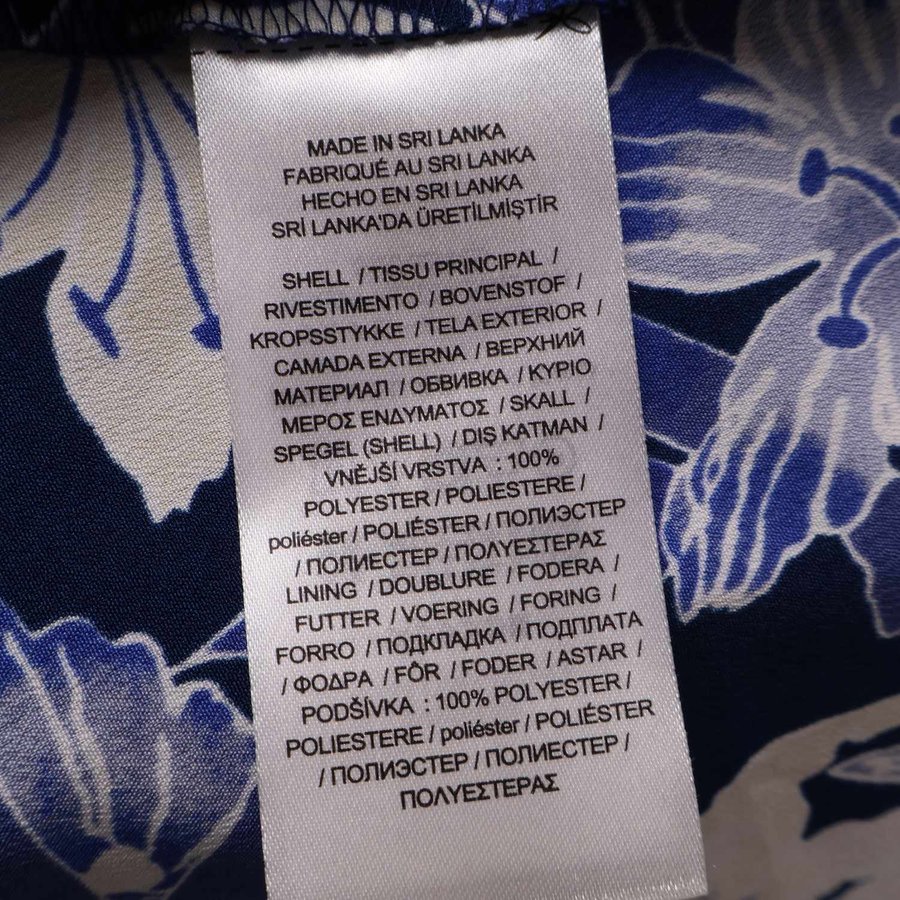 MADE IN SRI LANKA
FABRIQUÉ AU SRI LANKA
HECHO EN SRI LANKA
SRİ LANKA'DA ÜRETİLMİŞTİR
SHELL / TISSU PRINCIPAL /
RIVESTIMENTO / BOVENSTOF /
KROPSSTYKKE / TELA EXTERIOR /
CAMADA EXTERNA / ВЕРХНИЙ
МАТЕРИАЛ / ОБВИВКА / ΚΥΡΙΟ
ΜΕΡΟΣ ΕΝΔΥΜΑΤΟΣ / SKALL /
SPEGEL (SHELL) / DIŞ KATMAN /
VNĚJŠÍ VRSTVA : 100%
POLYESTER / POLIESTERE /
poliéster / POLIÉSTER / ПОЛИЭСТЕР
/ ПОЛИЕСТЕР / ΠΟΛΥΕΣΤΕΡΑΣ
LINING / DOUBLURE / FODERA /
FUTTER / VOERING / FORING /
FORRO / ПОДКЛАДКА / ПОДПЛАТА
/ ΦΟΔΡΑ / FÔR / FODER / ASTAR /
PODŠÍVKA : 100% POLYESTER /
POLIESTERE / poliéster / POLIÉSTER
/ ПОЛИЭСТЕР / ПОЛИЕСТЕР /
ΠΟΛΥΕΣΤΕΡΑΣ